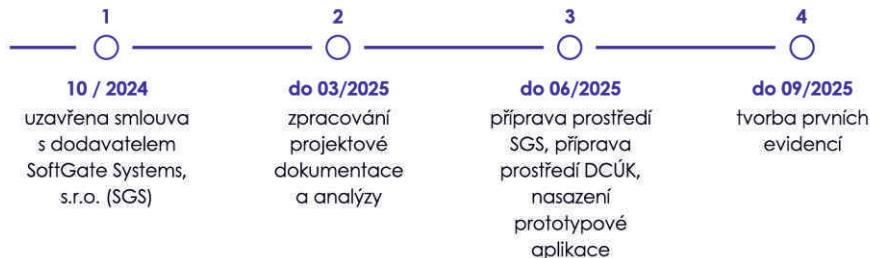 1
10 / 2024
uzavřena smlouva
s dodavatelem
SoftGate Systems,
s.r.o. (SGS)
2
do 03/2025
zpracování
projektové
dokumentace
a analýzy
3
do 06/2025
příprava prostředí
SGS, příprava
prostředí DCÚK,
nasazení
prototypové
aplikace
4
do 09/2025
tvorba prvních
evidencí